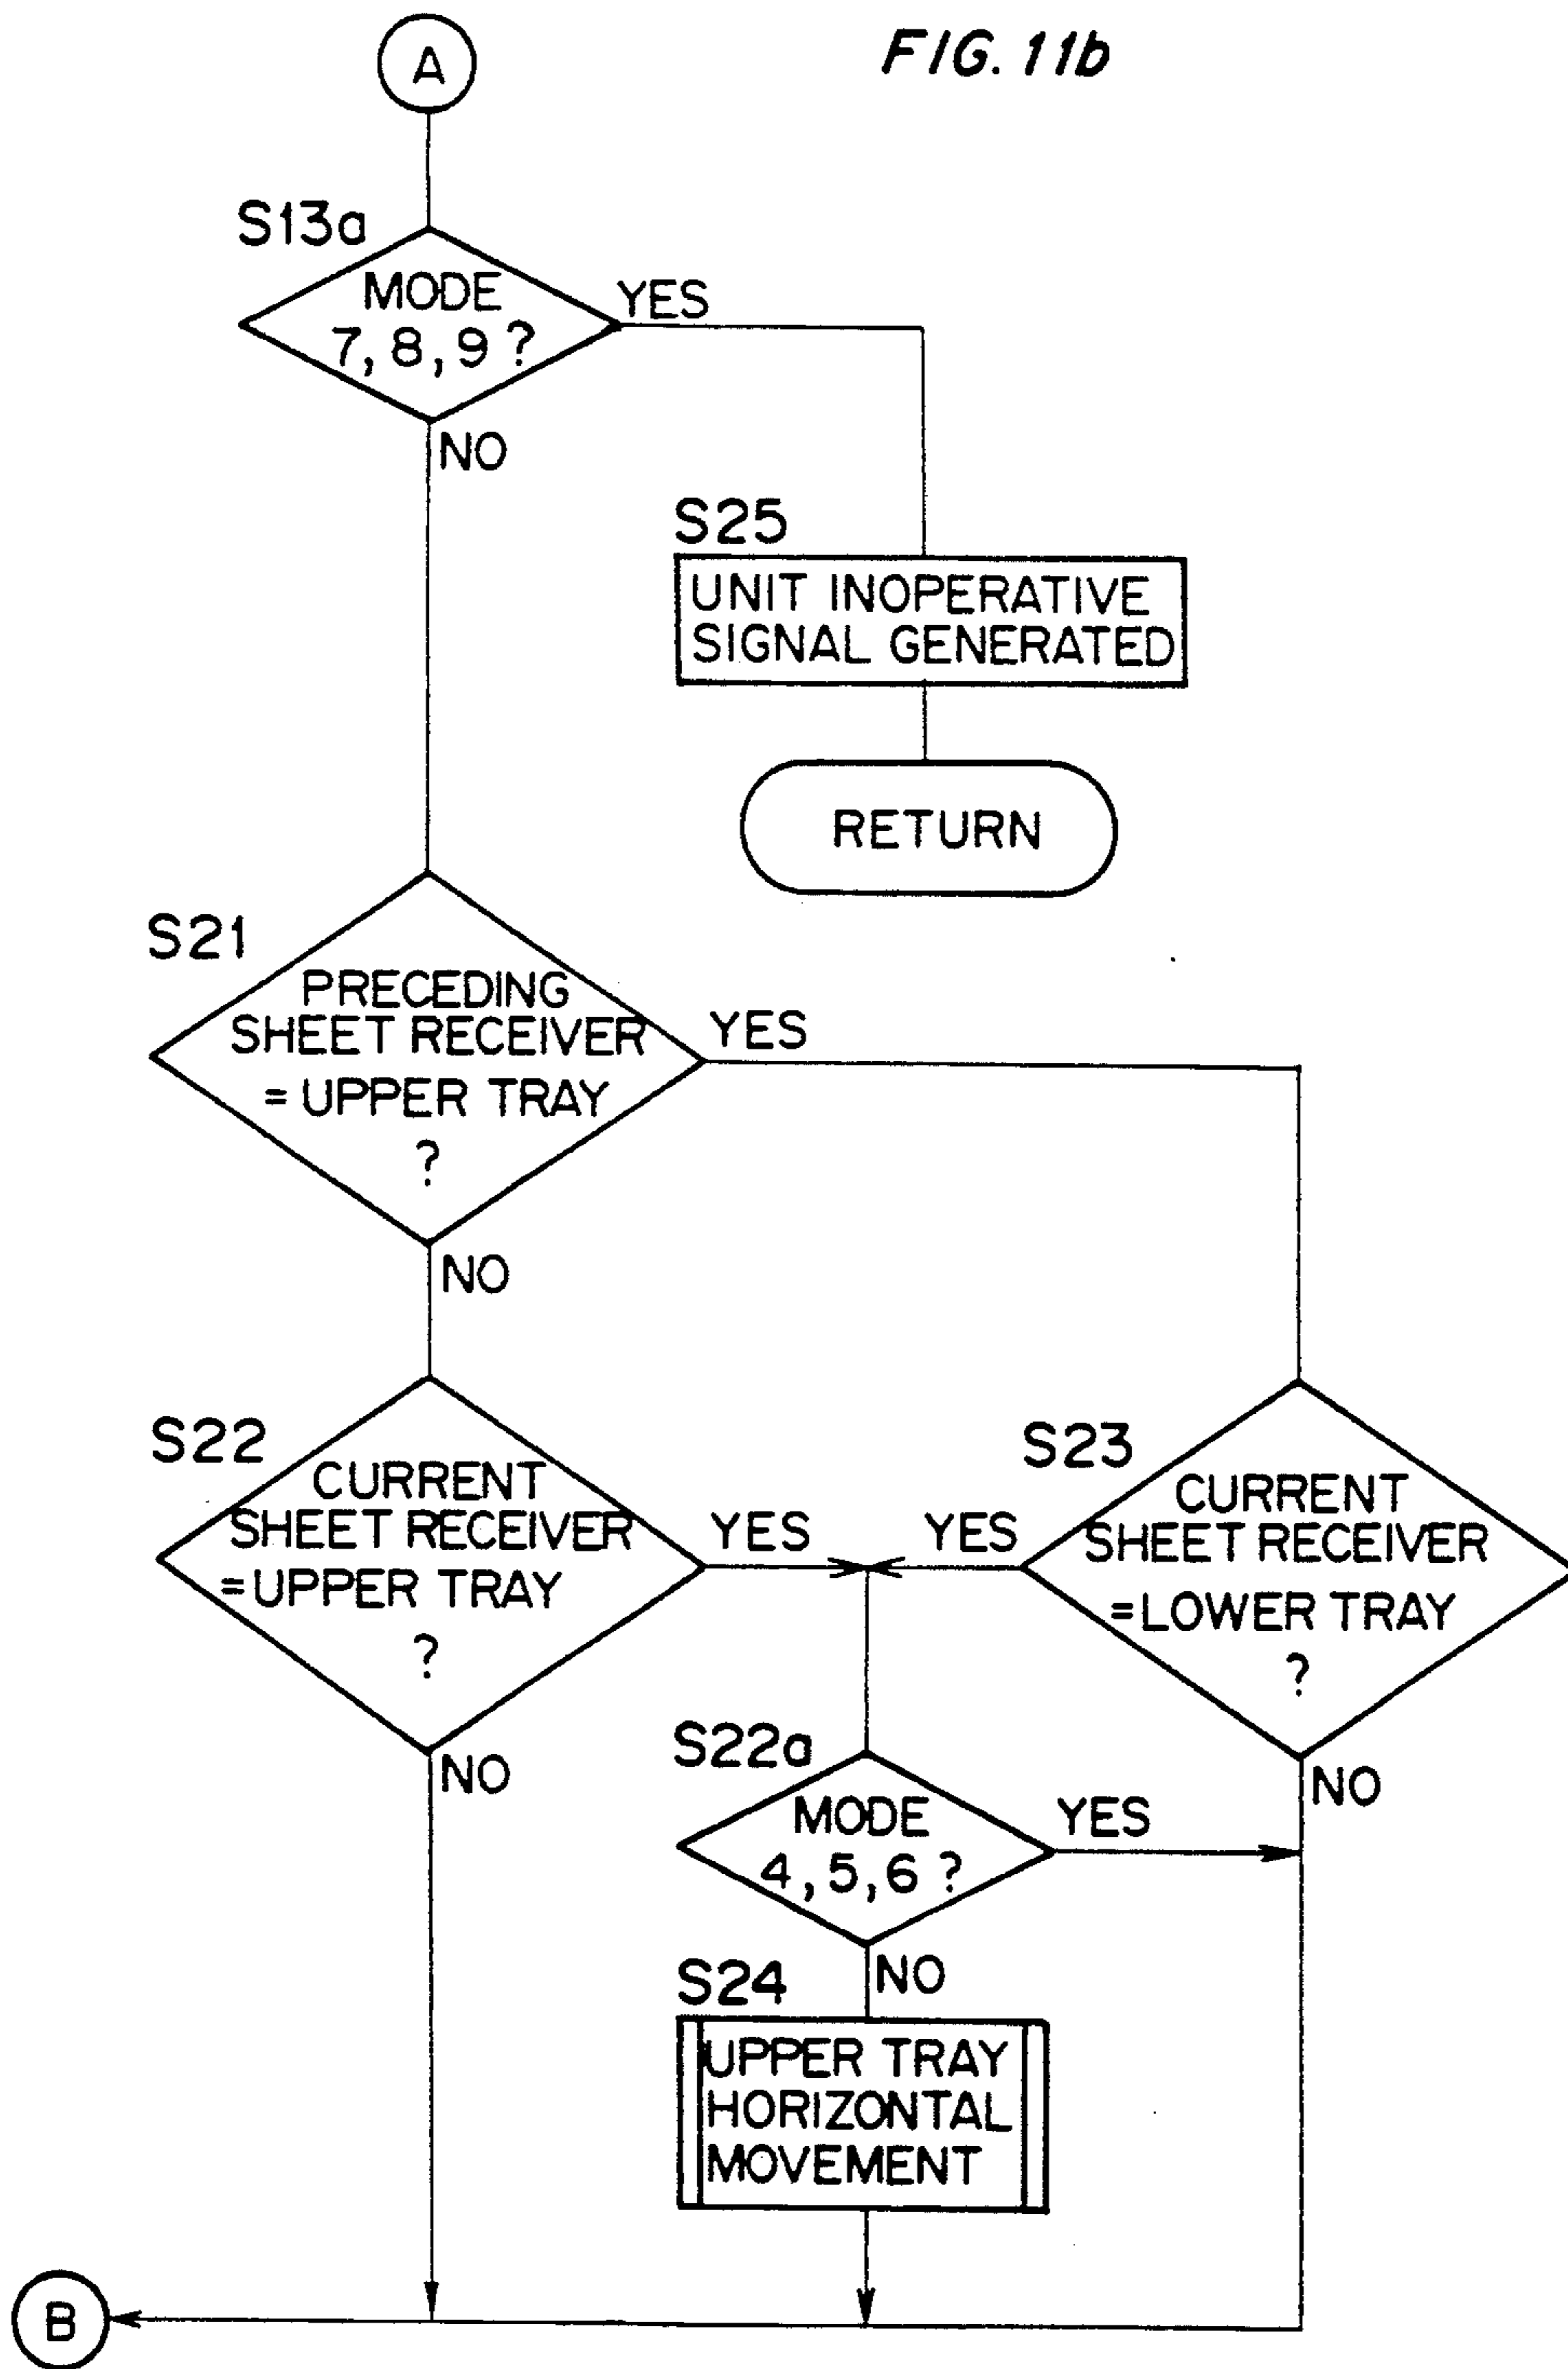 FIG. 11b
A
S13a
MODE
7, 8, 9 ?
YES
NO
S25
UNIT INOPERATIVE
SIGNAL GENERATED
RETURN
S21
PRECEDING
SHEET RECEIVER
= UPPER TRAY
?
YES
NO
S22
CURRENT
SHEET RECEIVER
= UPPER TRAY
?
YES
NO
S23
CURRENT
SHEET RECEIVER
= LOWER TRAY
?
YES
NO
S22a
MODE
4, 5, 6 ?
YES
NO
S24
UPPER TRAY
HORIZONTAL
MOVEMENT
B